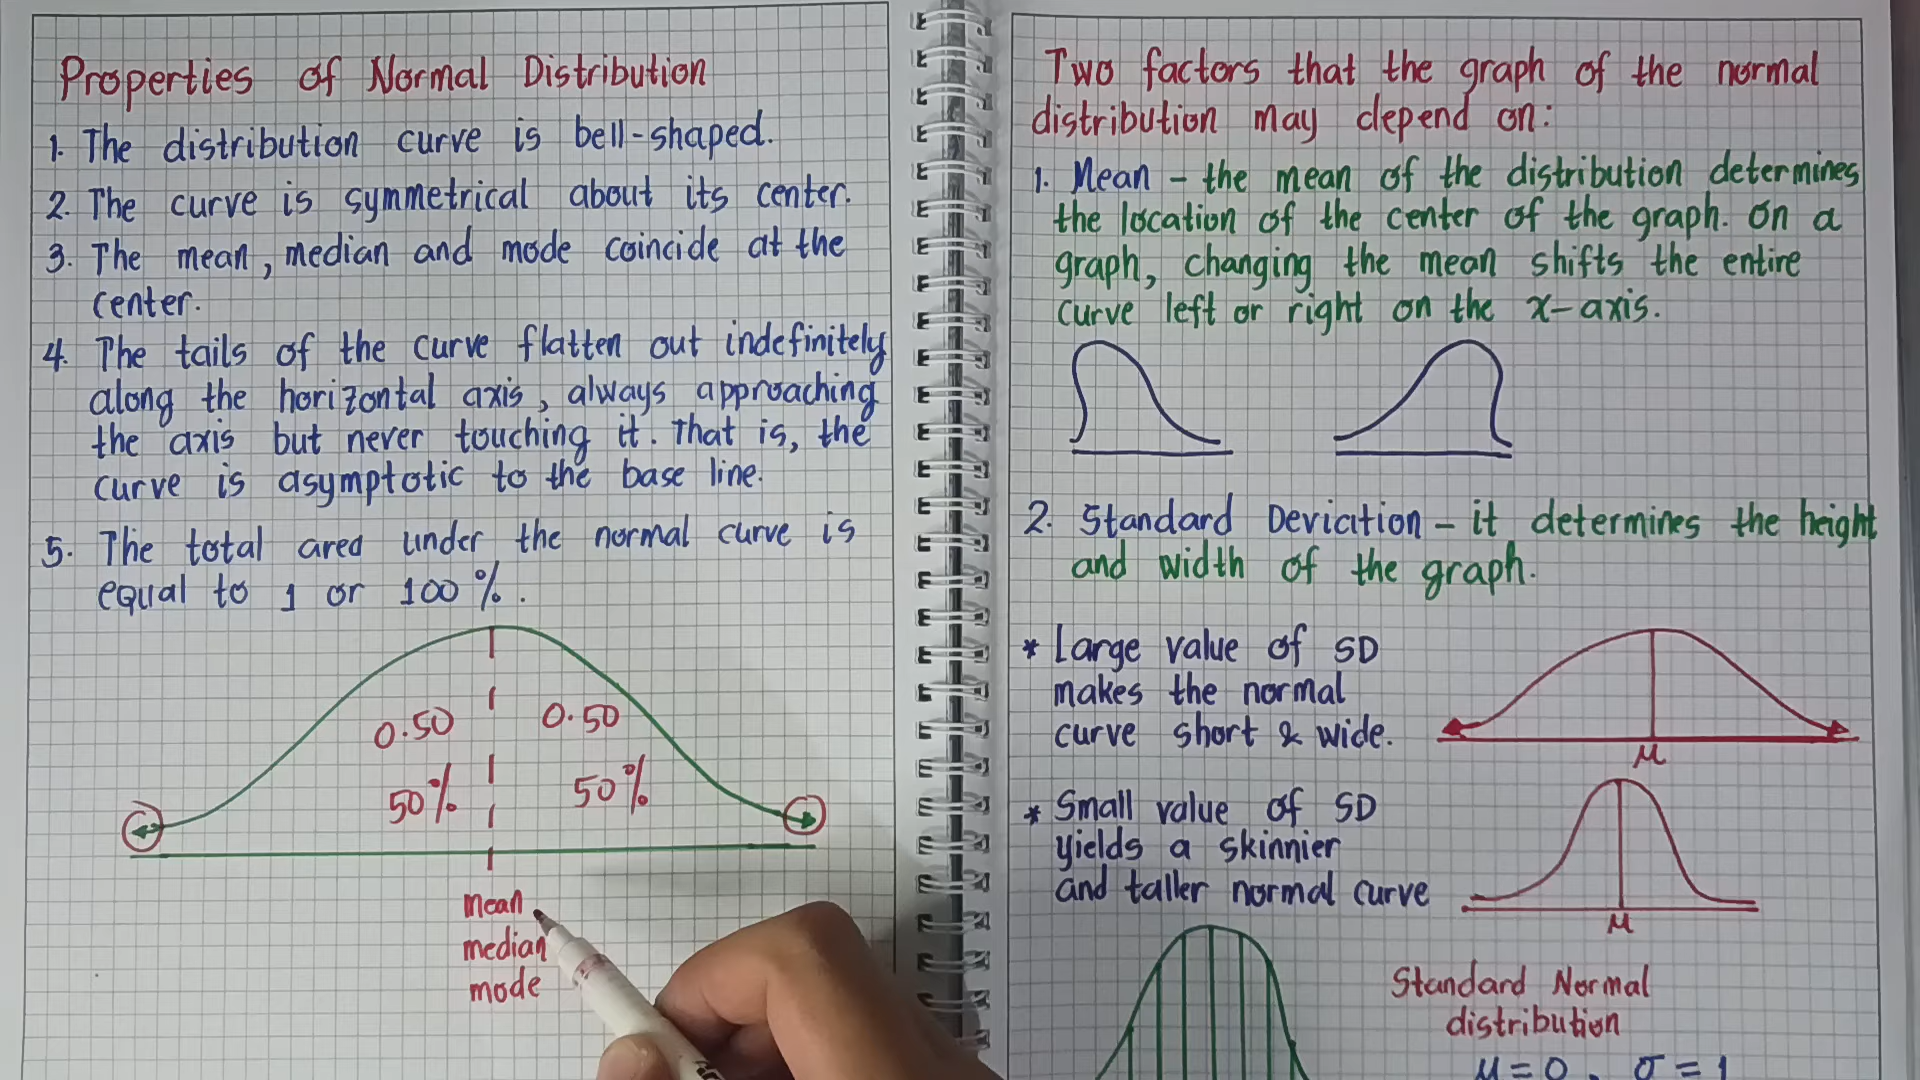 Properties of Normal Distribution
1. The distribution curve is bell-shaped.
2. The curve is symmetrical about its center.
3. The mean, median and mode coincide at the
center.
4. The tails of the curve flatten out indefinitely
along the horizontal axis, always approaching
the axis but never touching it. That is, the
curve is asymptotic to the base line.
5. The total area under the normal curve is
equal to 1 or 100%.
0.50 0.50
50% 50%
mean
median
mode
Two factors that the graph of the normal
distribution may depend on:
1. Mean - the mean of the distribution determines
the location of the center of the graph. On a
graph, changing the mean shifts the entire
curve left or right on the x-axis.
2. Standard Deviation - it determines the height
and width of the graph.
* Large value of SD
makes the normal
curve short & wide.
μ
* Small value of SD
yields a skinnier
and taller normal curve
μ
Standard Normal
distribution
μ = 0, σ = 1